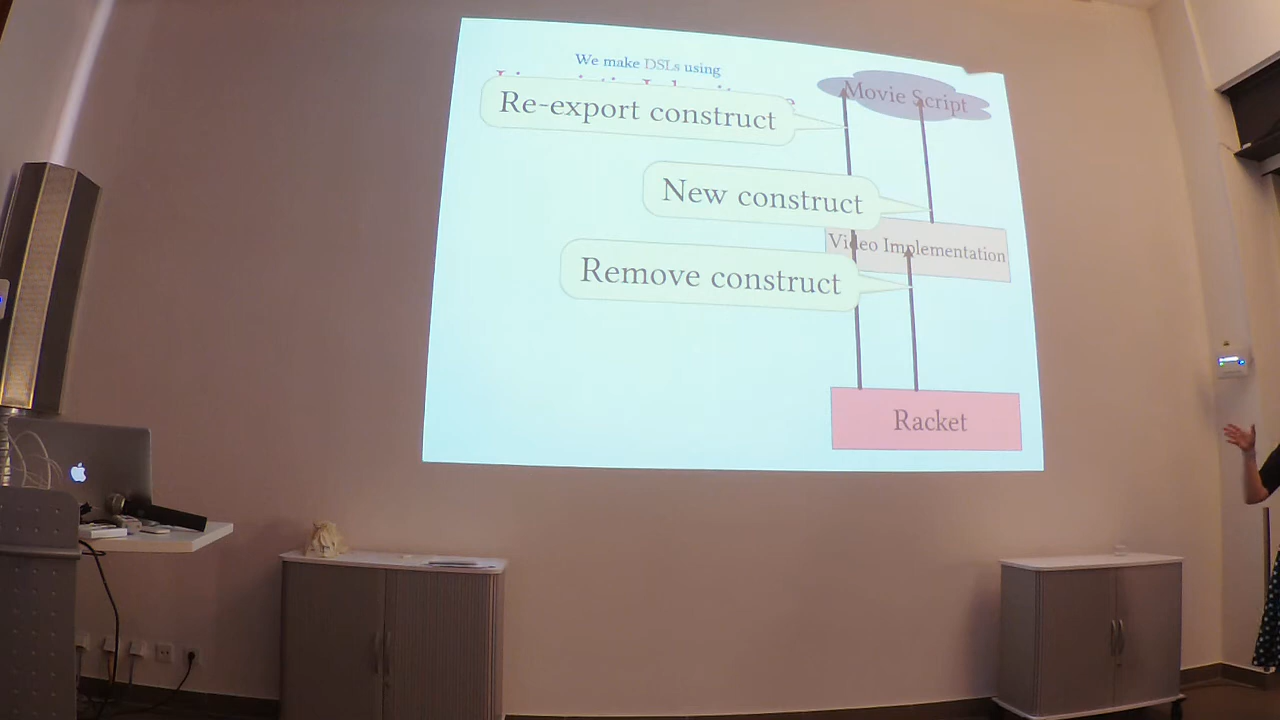 We make DSLs using
Re-export construct
Movie Script
New construct
Video Implementation
Remove construct
Racket